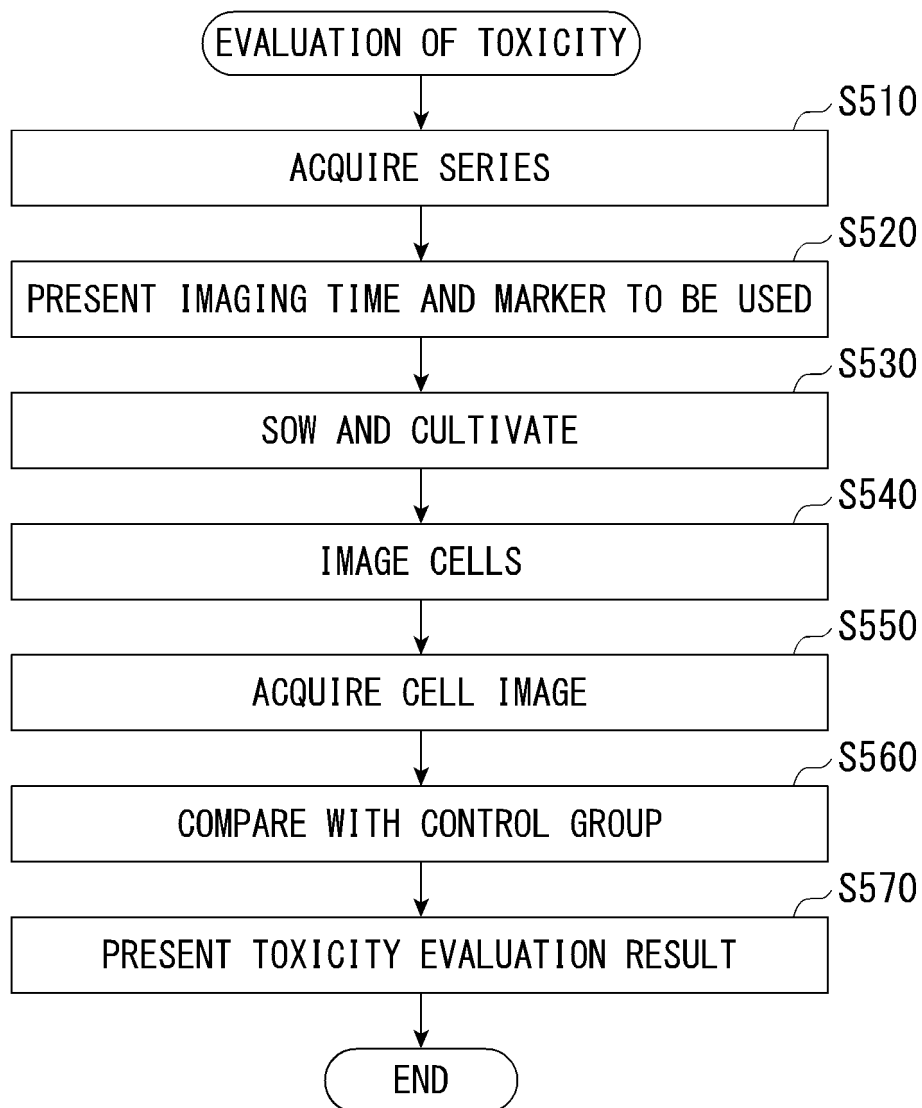 EVALUATION OF TOXICITY
S510
ACQUIRE SERIES
S520
PRESENT IMAGING TIME AND MARKER TO BE USED
S530
SOW AND CULTIVATE
S540
IMAGE CELLS
S550
ACQUIRE CELL IMAGE
S560
COMPARE WITH CONTROL GROUP
S570
PRESENT TOXICITY EVALUATION RESULT
END